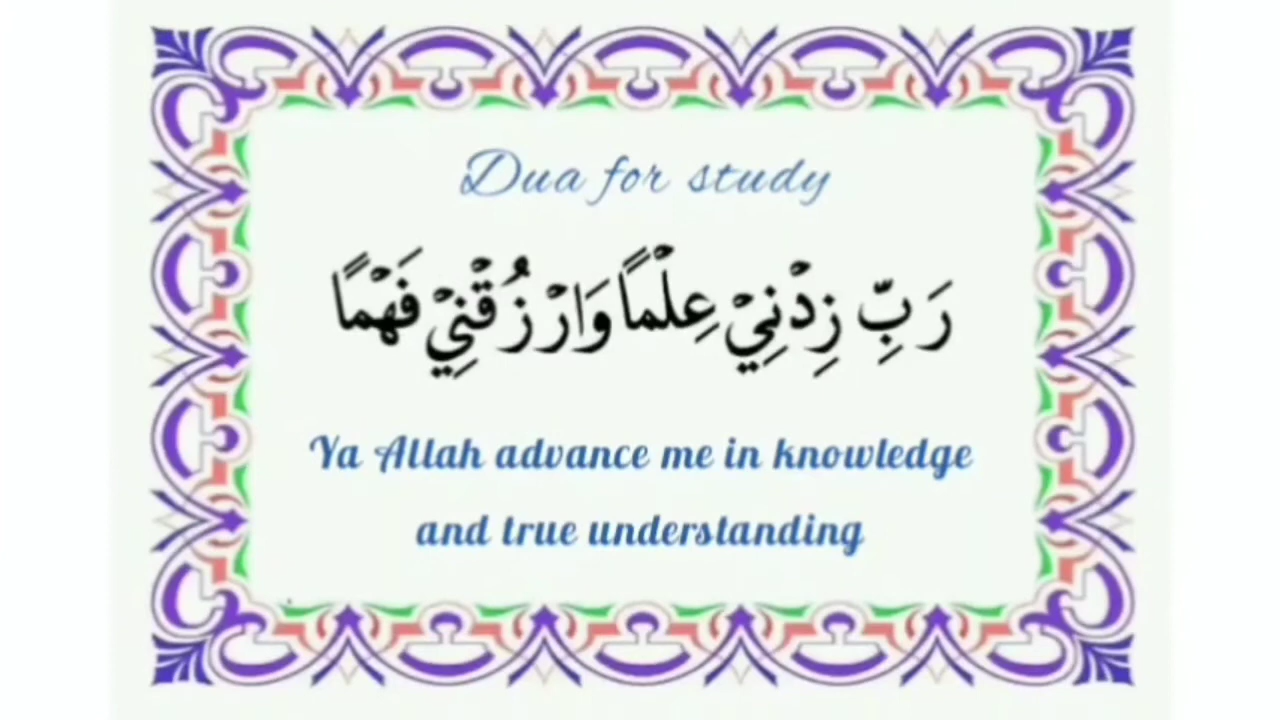 Dua for study
رَبِّ زِدْنِيْ عِلْمًا وَارْزُقْنِيْ فَهْمًا
Ya Allah advance me in knowledge
and true understanding